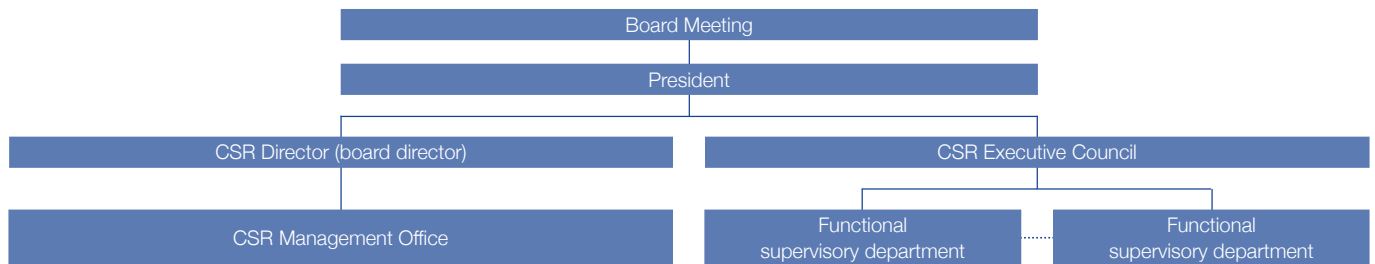 Board Meeting
President
CSR Director (board director)
CSR Executive Council
CSR Management Office
Functional
supervisory department
Functional
supervisory department